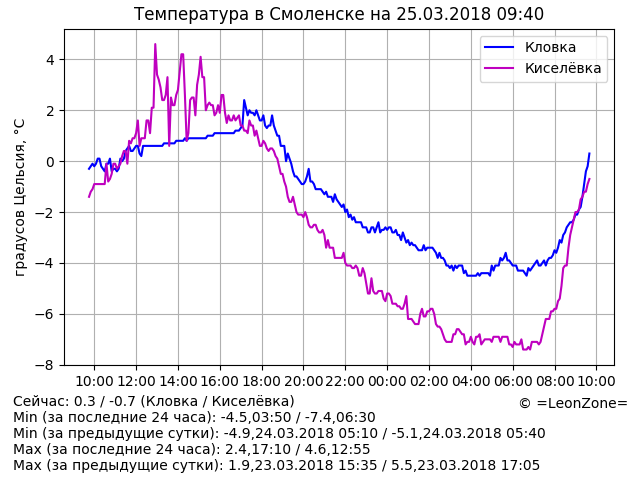 Температура в Смоленске на 25.03.2018 09:40
градусов Цельсия, °C
4
2
0
−2
−4
−6
−8
Кловка
Киселёвка
10:00 12:00 14:00 16:00 18:00 20:00 22:00 00:00 02:00 04:00 06:00 08:00 10:00
Сейчас: 0.3 / -0.7 (Кловка / Киселёвка)
© =LeonZone=
Min (за последние 24 часа): -4.5,03:50 / -7.4,06:30
Min (за предыдущие сутки): -4.9,24.03.2018 05:10 / -5.1,24.03.2018 05:40
Max (за последние 24 часа): 2.4,17:10 / 4.6,12:55
Max (за предыдущие сутки): 1.9,23.03.2018 15:35 / 5.5,23.03.2018 17:05